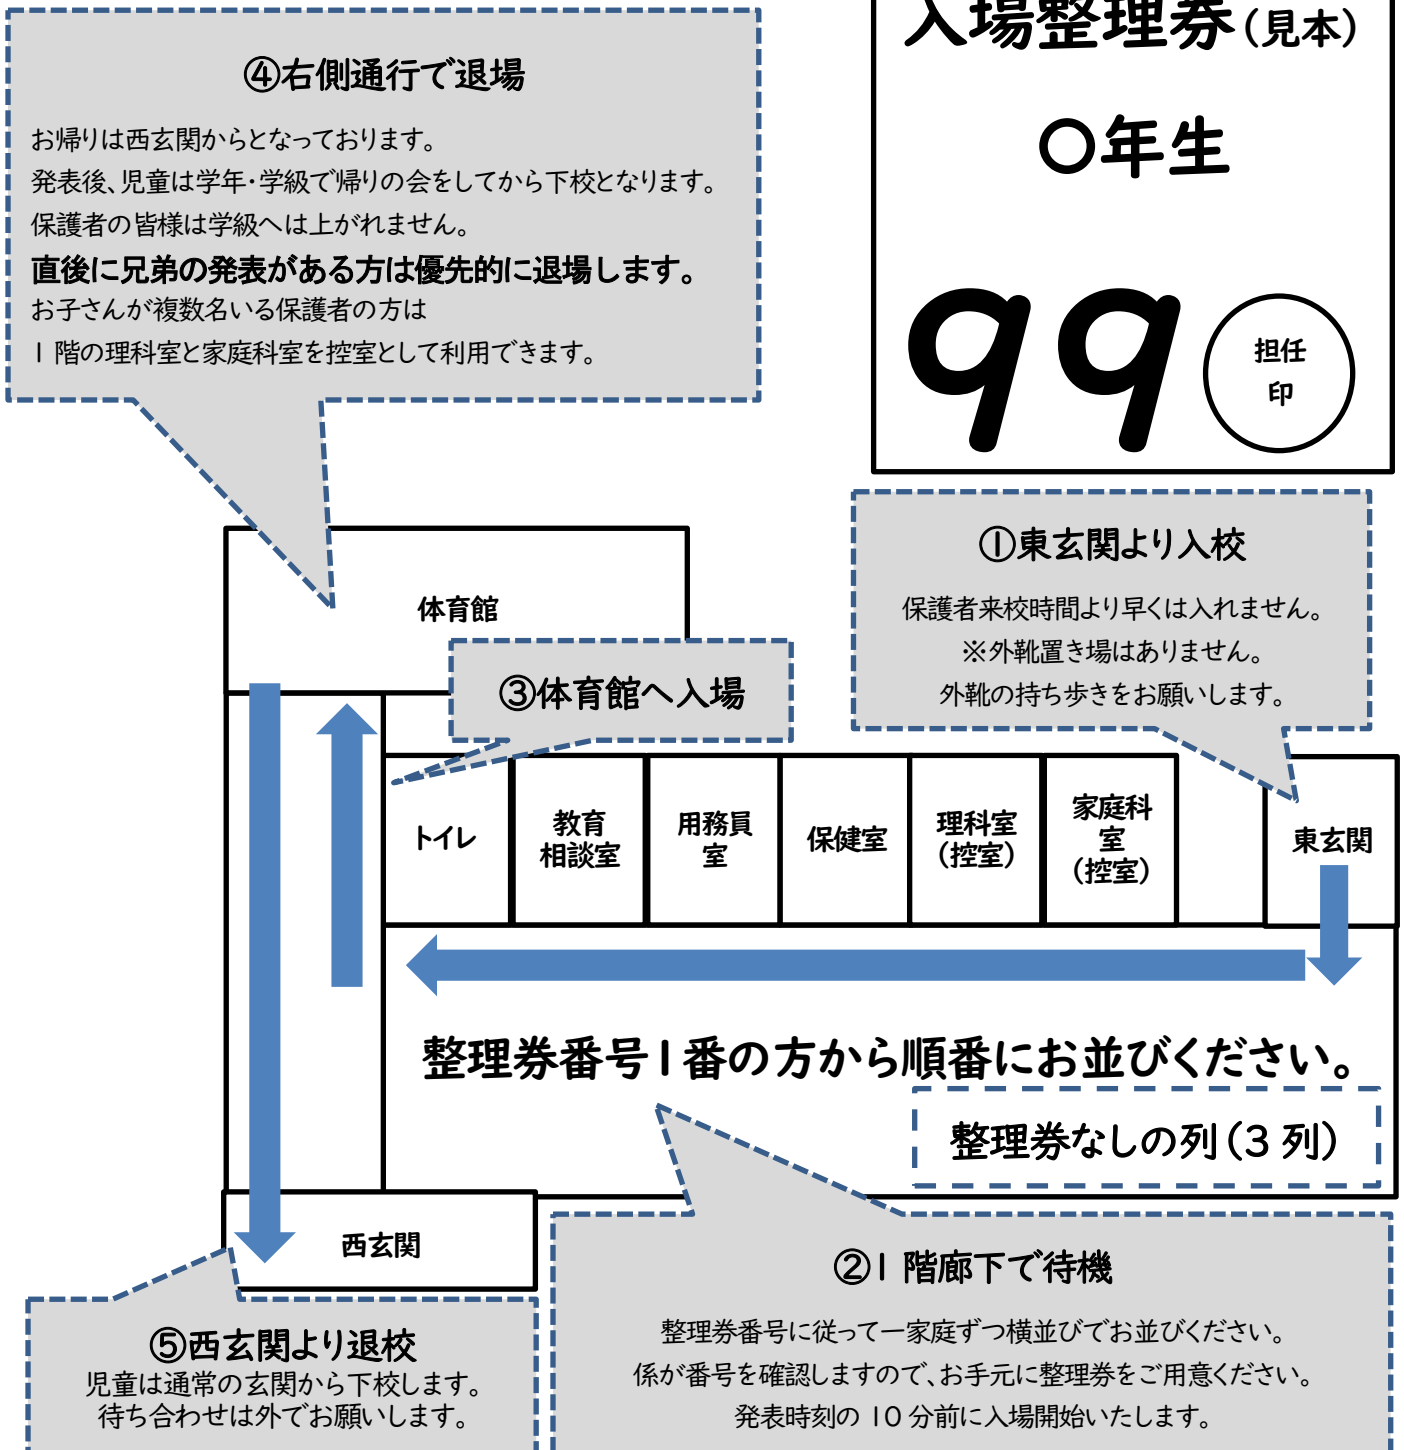 入場整理券（見本）
〇年生
99
担任
印
④右側通行で退場
お帰りは西玄関からとなっております。
発表後、児童は学年・学級で帰りの会をしてから下校となります。
保護者の皆様は学級へは上がれません。
直後に兄弟の発表がある方は優先的に退場します。
お子さんが複数名いる保護者の方は
1階の理科室と家庭科室を控室として利用できます。
①東玄関より入校
保護者来校時間より早くは入れません。
※外靴置き場はありません。
外靴の持ち歩きをお願いします。
体育館
③体育館へ入場
トイレ
教育
相談室
用務員
室
保健室
理科室
（控室）
家庭科
室
（控室）
東玄関
整理券番号1番の方から順番にお並びください。
整理券なしの列（3列）
西玄関
②1階廊下で待機
整理券番号に従って一家庭ずつ横並びでお並びください。
係が番号を確認しますので、お手元に整理券をご用意ください。
発表時刻の10分前に入場開始いたします。
⑤西玄関より退校
児童は通常の玄関から下校します。
待ち合わせは外でお願いします。